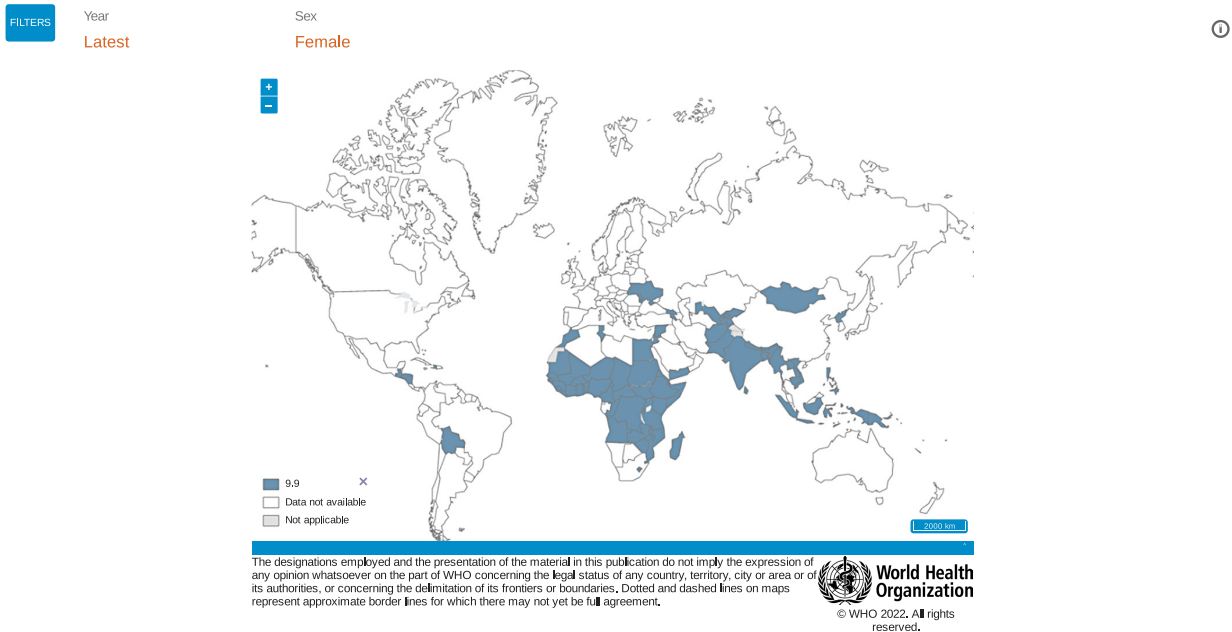 FILTERS
Year
Sex
Latest
Female
+
−
9.9
×
Data not available
Not applicable
2000 km
The designations employed and the presentation of the material in this publication do not imply the expression of
any opinion whatsoever on the part of WHO concerning the legal status of any country, territory, city or area or of
its authorities, or concerning the delimitation of its frontiers or boundaries. Dotted and dashed lines on maps
represent approximate border lines for which there may not yet be full agreement.
World Health
Organization
© WHO 2022. All rights
reserved.